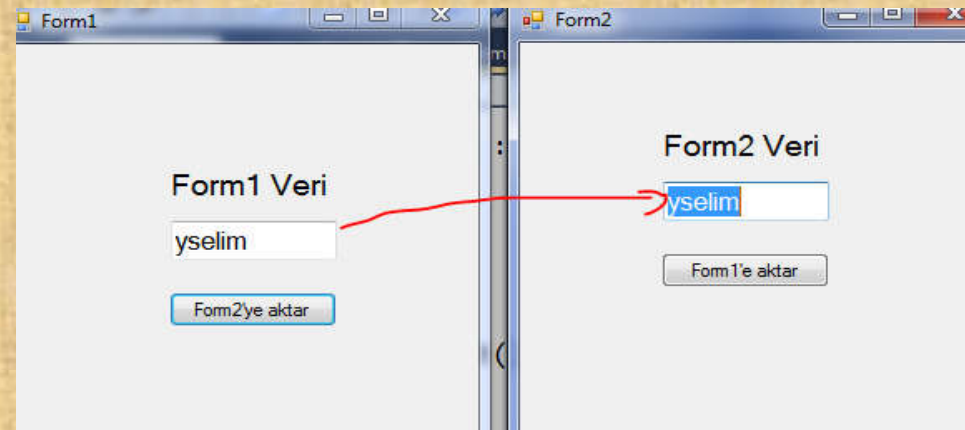 Form1
Form1 Veri
yselim
Form2'ye aktar
Form2
Form2 Veri
yselim
Form1'e aktar